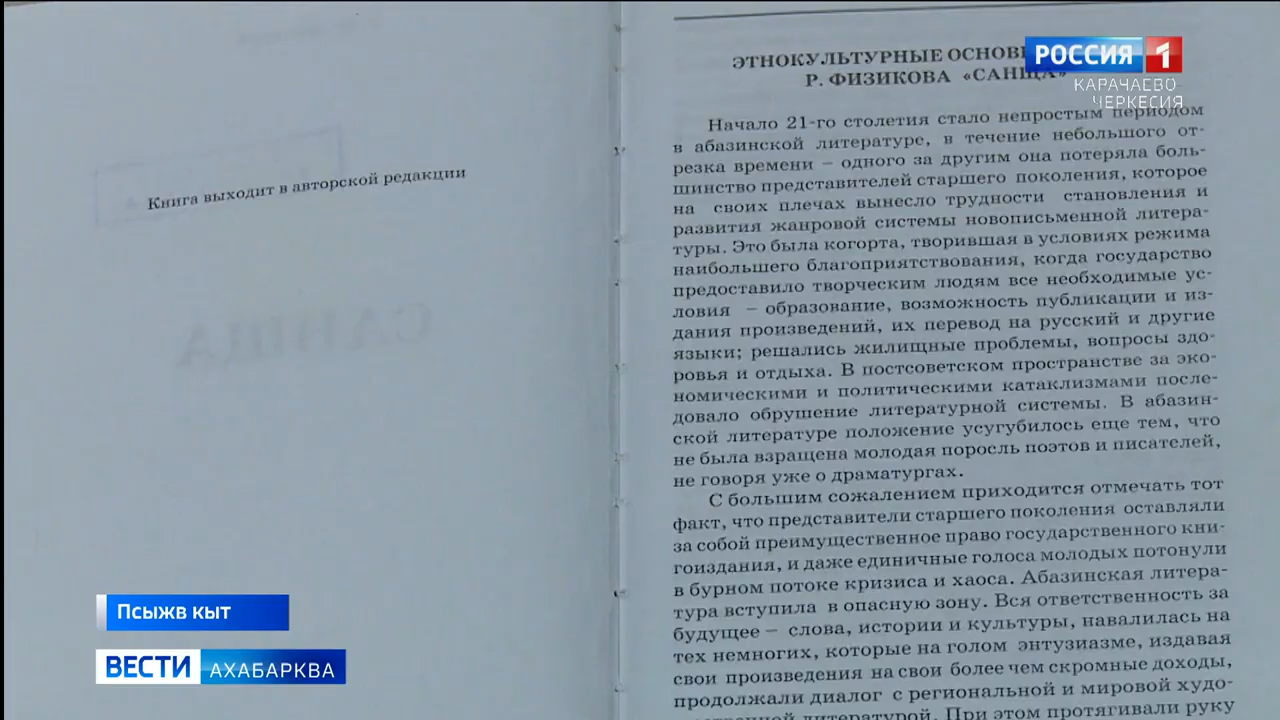 Книга выходит в авторской редакции
ЭТНОКУЛЬТУРНЫЕ
Р. ФИЗИКОВА «САНЩА»
Начало 21-го столетия стало непростым периодом
в абазинской литературе, в течение небольшого от-
резка времени – одного за другим она потеряла боль-
шинство представителей старшего поколения, которое
на своих плечах вынесло трудности становления и
развития жанровой системы новописьменной литера-
туры. Это была когорта, творившая в условиях режима
наибольшего благоприятствования, когда государство
предоставило творческим людям все необходимые ус-
ловия – образование, возможность публикации и из-
дания произведений, их перевод на русский и другие
языки; решались жилищные проблемы, вопросы здо-
ровья и отдыха. В постсоветском пространстве за эко-
номическими и политическими катаклизмами после-
довало обрушение литературной системы. В абазин-
ской литературе положение усугубилось еще тем, что
не была взращена молодая поросль поэтов и писателей,
не говоря уже о драматургах.
С большим сожалением приходится отмечать тот
факт, что представители старшего поколения оставляли
за собой преимущественное право государственного кни-
гоиздания, и даже единичные голоса молодых потонули
в бурном потоке кризиса и хаоса. Абазинская литера-
тура вступила в опасную зону. Вся ответственность за
будущее – слова, истории и культуры, навалилась на
тех немногих, которые на голом энтузиазме, издавая
свои произведения на свои более чем скромные доходы,
продолжали диалог с региональной и мировой худо-
литературой. При этом протягивали руку
РОССИЯ 1
КАРАЧАЕВО
ЧЕРКЕСИЯ
Псыжв кыт
ВЕСТИ АХАБАРКВА